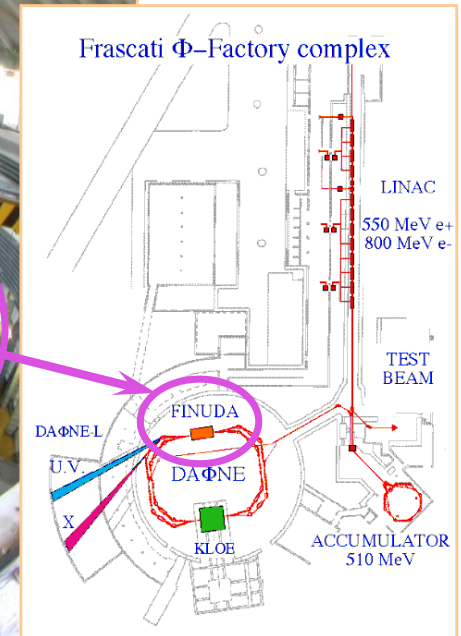 Frascati Φ–Factory complex
LINAC
550 MeV e+
800 MeV e-
TEST
BEAM
FINUDA
DAΦNE-L
U.V.
DAΦNE
X
KLOE
ACCUMULATOR
510 MeV